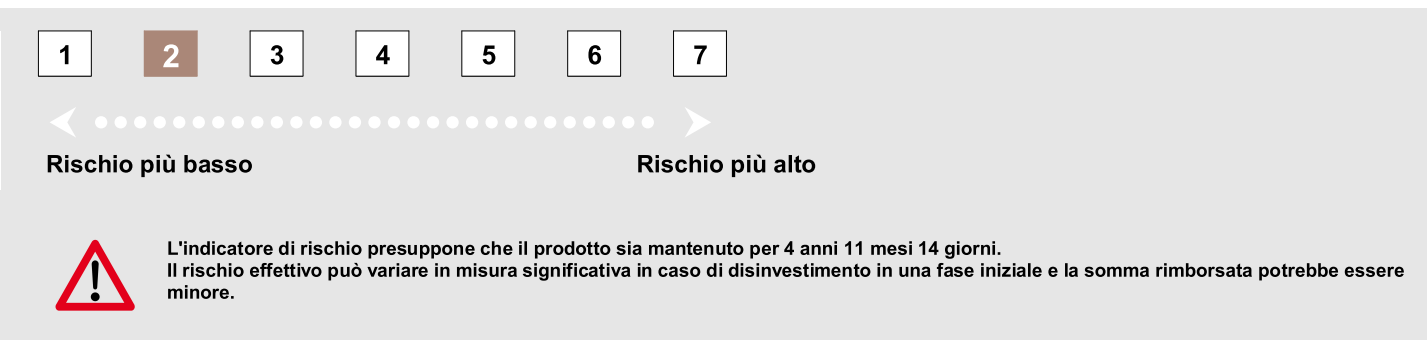 1 2 3 4 5 6 7
Rischio più basso Rischio più alto
L'indicatore di rischio presuppone che il prodotto sia mantenuto per 4 anni 11 mesi 14 giorni.
Il rischio effettivo può variare in misura significativa in caso di disinvestimento in una fase iniziale e la somma rimborsata potrebbe essere
minore.